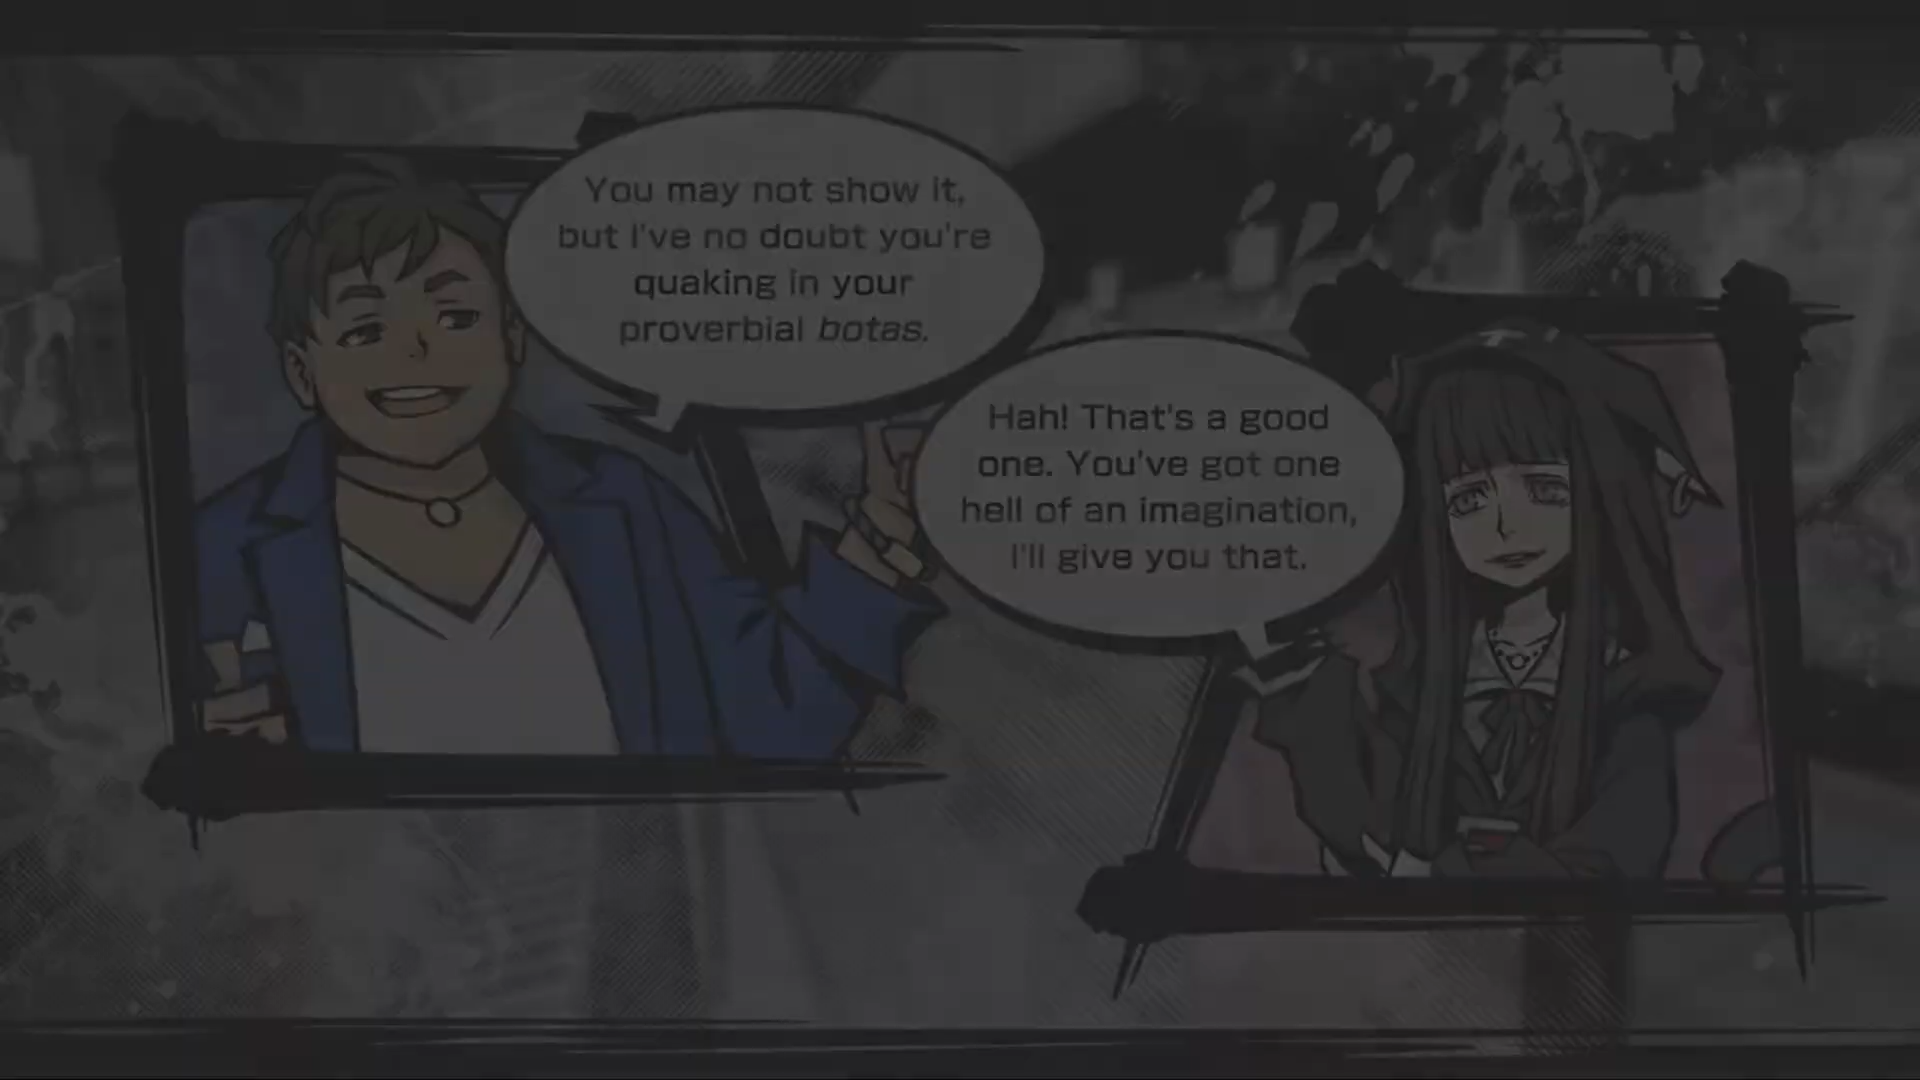 You may not show it,
but I've no doubt you're
quaking in your
proverbial botas.
Hah! That's a good
one. You've got one
hell of an imagination,
I'll give you that.